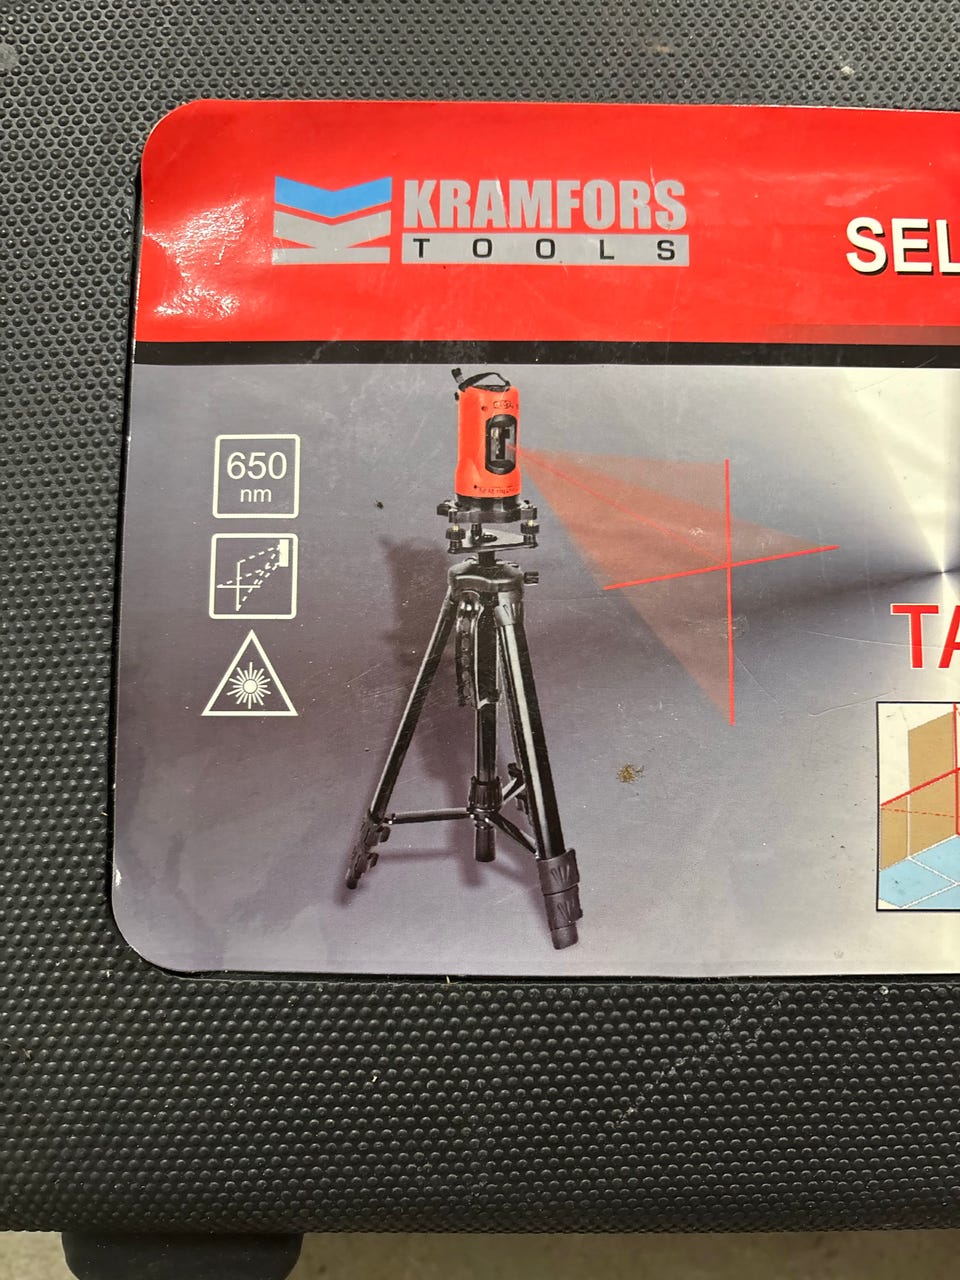 KRAMFORS
TOOLS
SEL
650
nm
TA